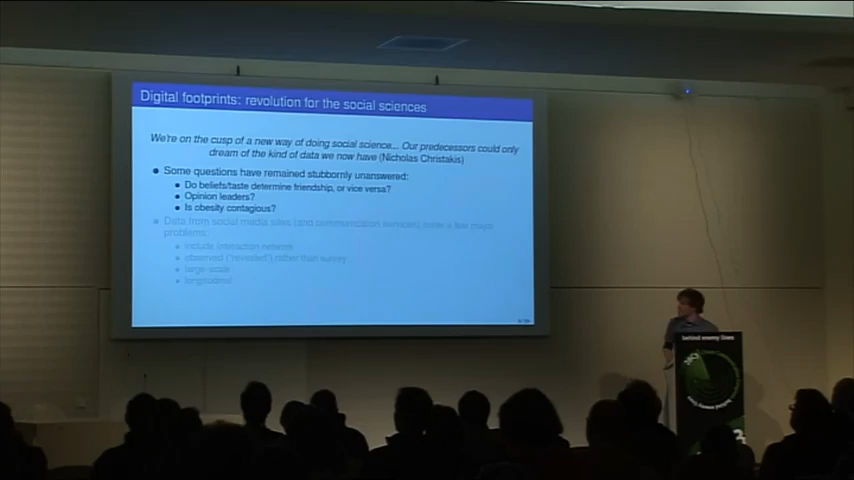 Digital footprints: revolution for the social sciences
We're on the cusp of a new way of doing social science... Our predecessors could only
dream of the kind of data we now have (Nicholas Christakis)
Some questions have remained stubbornly unanswered:
Do beliefs/taste determine friendship, or vice versa?
Opinion leaders?
Is obesity contagious?
Data from social media sites (and communication services) solve a few major
problems:
include interaction network
observed ("revealed") rather than survey
large-scale
longitudinal
behind enemy lines